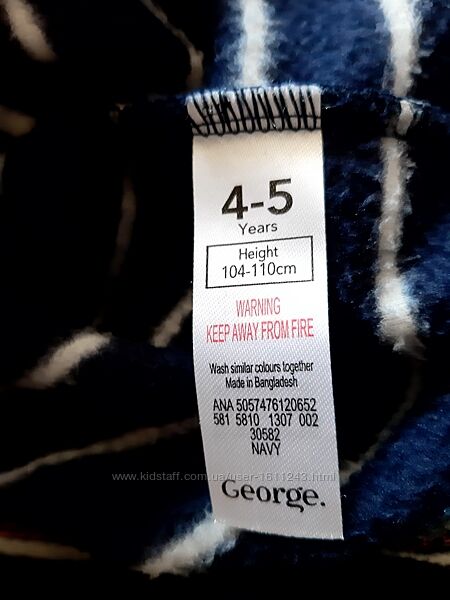 4-5
Years
Height
104-110cm
WARNING
KEEP AWAY FROM FIRE
Wash similar colours together
Made in Bangladesh
ANA 5057476120652
581 5810 1307 002
30582
NAVY
www.kidstaff.com.ua/user-1611243.html
George.